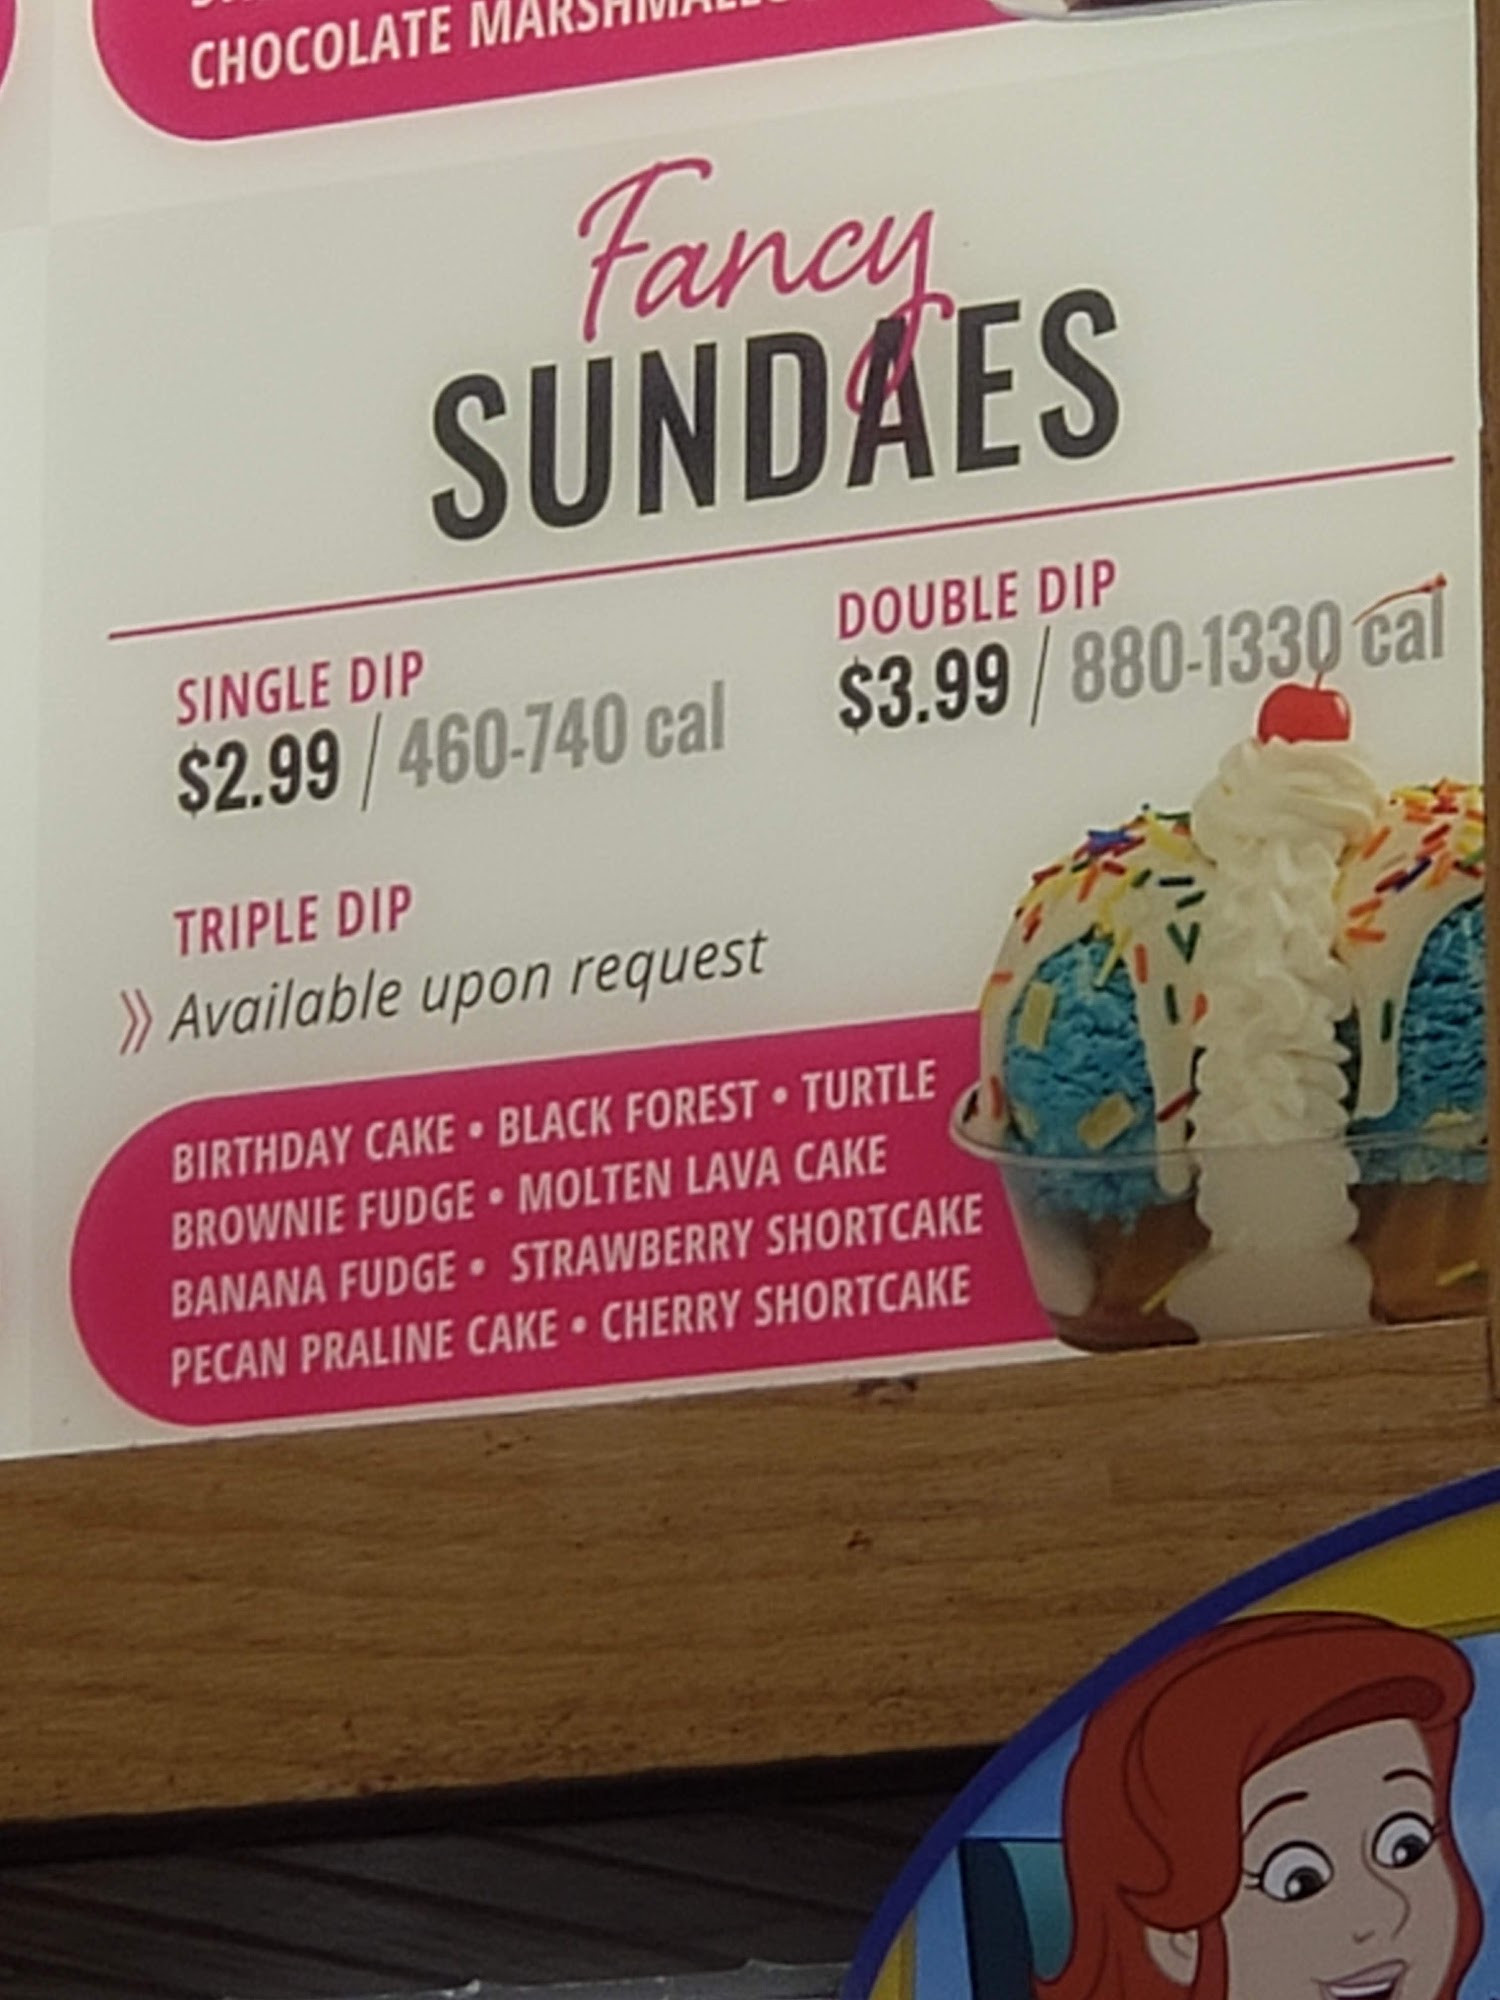 CHOCOLATE
Fancy
SUNDAES
SINGLE DIP
$2.99 / 460-740 cal
DOUBLE DIP
$3.99 / 880-1330 cal
TRIPLE DIP
» Available upon request
BIRTHDAY CAKE • BLACK FOREST • TURTLE
BROWNIE FUDGE • MOLTEN LAVA CAKE
BANANA FUDGE • STRAWBERRY SHORTCAKE
PECAN PRALINE CAKE • CHERRY SHORTCAKE